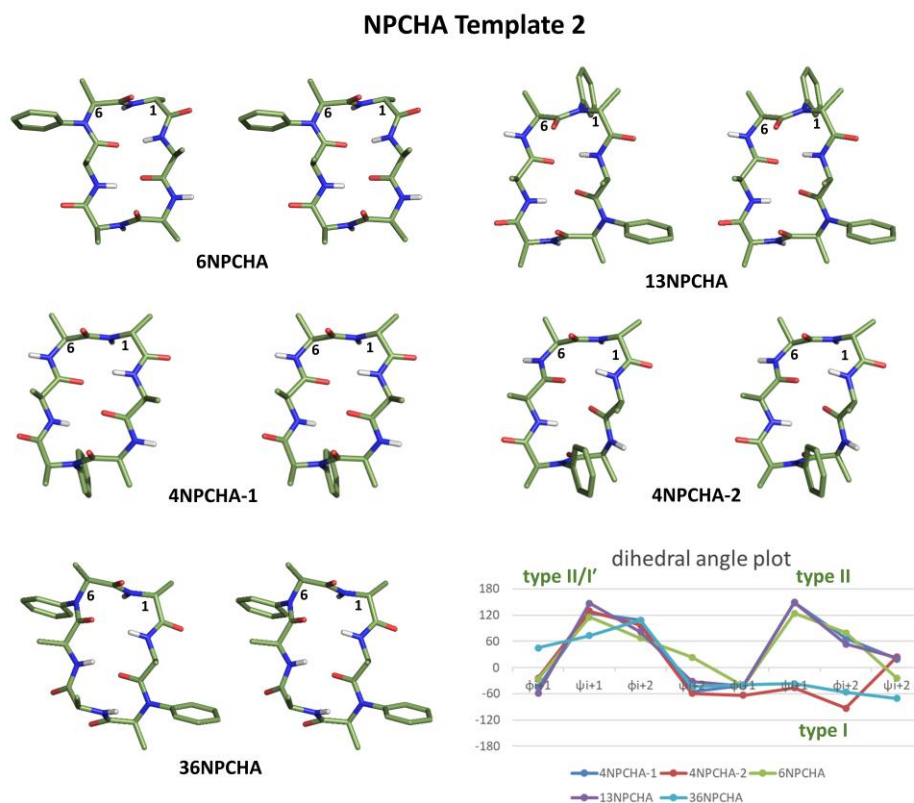 NPCHA Template 2
6 1 6 1
6NPCHA
6 1 6 1
13NPCHA
6 1 6 1
4NPCHA-1
6 1 6 1
4NPCHA-2
6 1 6 1
36NPCHA
dihedral angle plot
type II/I′ type II
180
120
60
0
-60
-120
-180
ϕi+1 ψi+1 ϕi+2 ψi+2 ϕi+1 ψi+1 ϕi+2 ψi+2
type I
4NPCHA-1 4NPCHA-2 6NPCHA
13NPCHA 36NPCHA